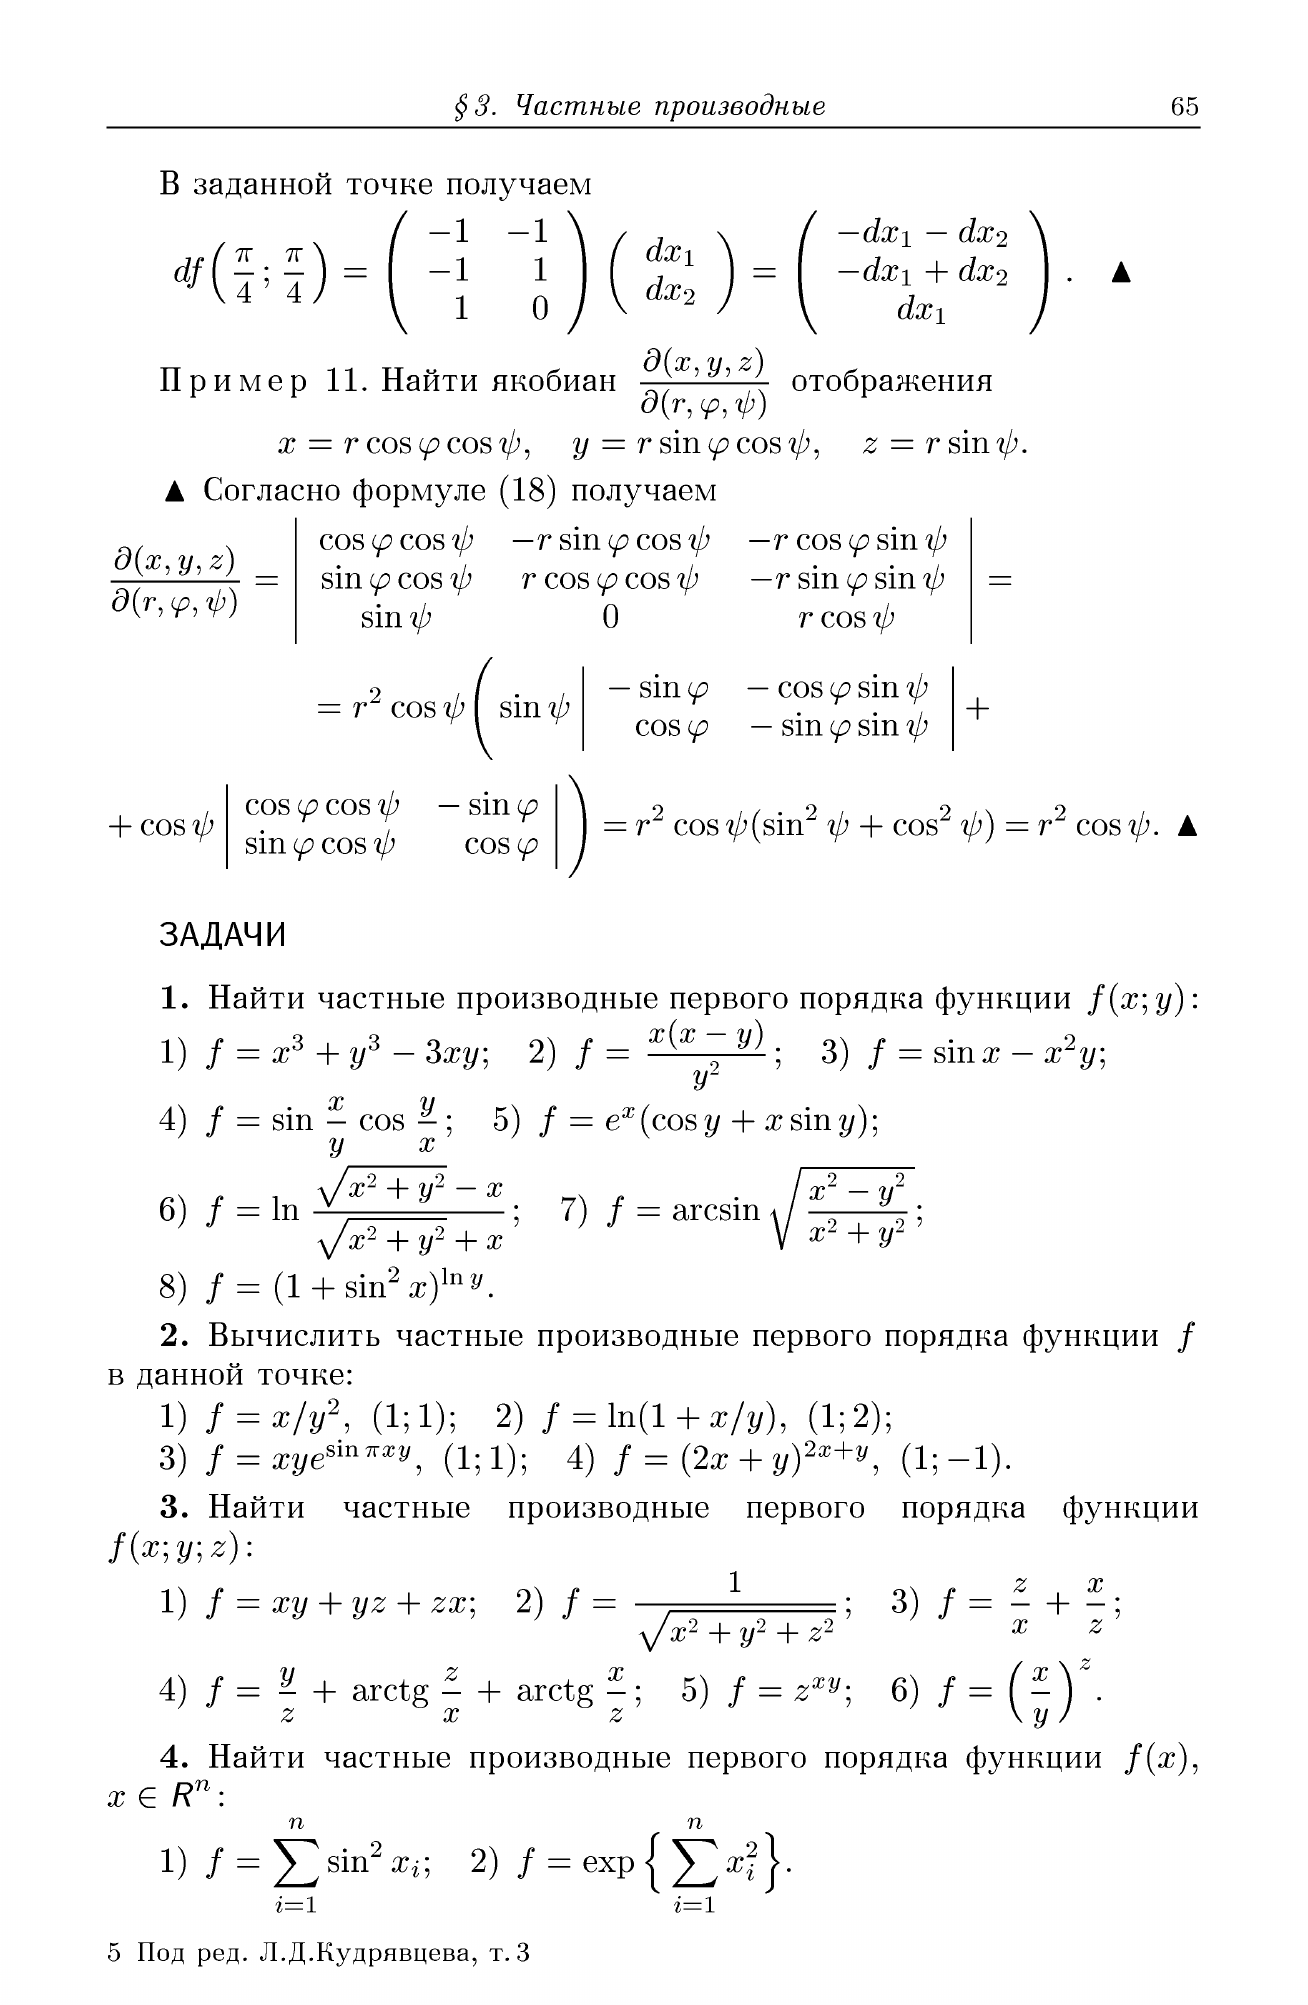 § 3. Частные производные 65
В заданной точке получаем
$df\left(\frac{\pi}{4}; \frac{\pi}{4}\right) = \begin{pmatrix} -1 & -1 \\ -1 & 1 \\ 1 & 0 \end{pmatrix} \begin{pmatrix} dx_1 \\ dx_2 \end{pmatrix} = \begin{pmatrix} -dx_1 - dx_2 \\ -dx_1 + dx_2 \\ dx_1 \end{pmatrix}.$ ▲
Пример 11. Найти якобиан $\frac{\partial(x, y, z)}{\partial(r, \varphi, \psi)}$ отображения
$x = r\cos\varphi\cos\psi, \quad y = r\sin\varphi\cos\psi, \quad z = r\sin\psi.$
▲ Согласно формуле (18) получаем
$\frac{\partial(x, y, z)}{\partial(r, \varphi, \psi)} = \begin{vmatrix} \cos\varphi\cos\psi & -r\sin\varphi\cos\psi & -r\cos\varphi\sin\psi \\ \sin\varphi\cos\psi & r\cos\varphi\cos\psi & -r\sin\varphi\sin\psi \\ \sin\psi & 0 & r\cos\psi \end{vmatrix} =$
$= r^2\cos\psi\Bigg(\sin\psi \begin{vmatrix} -\sin\varphi & -\cos\varphi\sin\psi \\ \cos\varphi & -\sin\varphi\sin\psi \end{vmatrix} +$
$+ \cos\psi \begin{vmatrix} \cos\varphi\cos\psi & -\sin\varphi \\ \sin\varphi\cos\psi & \cos\varphi \end{vmatrix}\Bigg) = r^2\cos\psi(\sin^2\psi + \cos^2\psi) = r^2\cos\psi.$ ▲
ЗАДАЧИ
1. Найти частные производные первого порядка функции $f(x; y)$:
1) $f = x^3 + y^3 - 3xy$; 2) $f = \frac{x(x - y)}{y^2}$; 3) $f = \sin x - x^2 y$;
4) $f = \sin\frac{x}{y}\cos\frac{y}{x}$; 5) $f = e^x(\cos y + x\sin y)$;
6) $f = \ln\frac{\sqrt{x^2 + y^2} - x}{\sqrt{x^2 + y^2} + x}$; 7) $f = \arcsin\sqrt{\frac{x^2 - y^2}{x^2 + y^2}}$;
8) $f = (1 + \sin^2 x)^{\ln y}$.
2. Вычислить частные производные первого порядка функции $f$
в данной точке:
1) $f = x/y^2$, $(1; 1)$; 2) $f = \ln(1 + x/y)$, $(1; 2)$;
3) $f = xye^{\sin \pi xy}$, $(1; 1)$; 4) $f = (2x + y)^{2x+y}$, $(1; -1)$.
3. Найти частные производные первого порядка функции
$f(x; y; z)$:
1) $f = xy + yz + zx$; 2) $f = \frac{1}{\sqrt{x^2 + y^2 + z^2}}$; 3) $f = \frac{z}{x} + \frac{x}{z}$;
4) $f = \frac{y}{z} + \operatorname{arctg}\frac{z}{x} + \operatorname{arctg}\frac{x}{z}$; 5) $f = z^{xy}$; 6) $f = \left(\frac{x}{y}\right)^z$.
4. Найти частные производные первого порядка функции $f(x)$,
$x \in R^n$:
1) $f = \sum_{i=1}^{n} \sin^2 x_i$; 2) $f = \exp\left\{\sum_{i=1}^{n} x_i^2\right\}$.
5 Под ред. Л.Д.Кудрявцева, т. 3